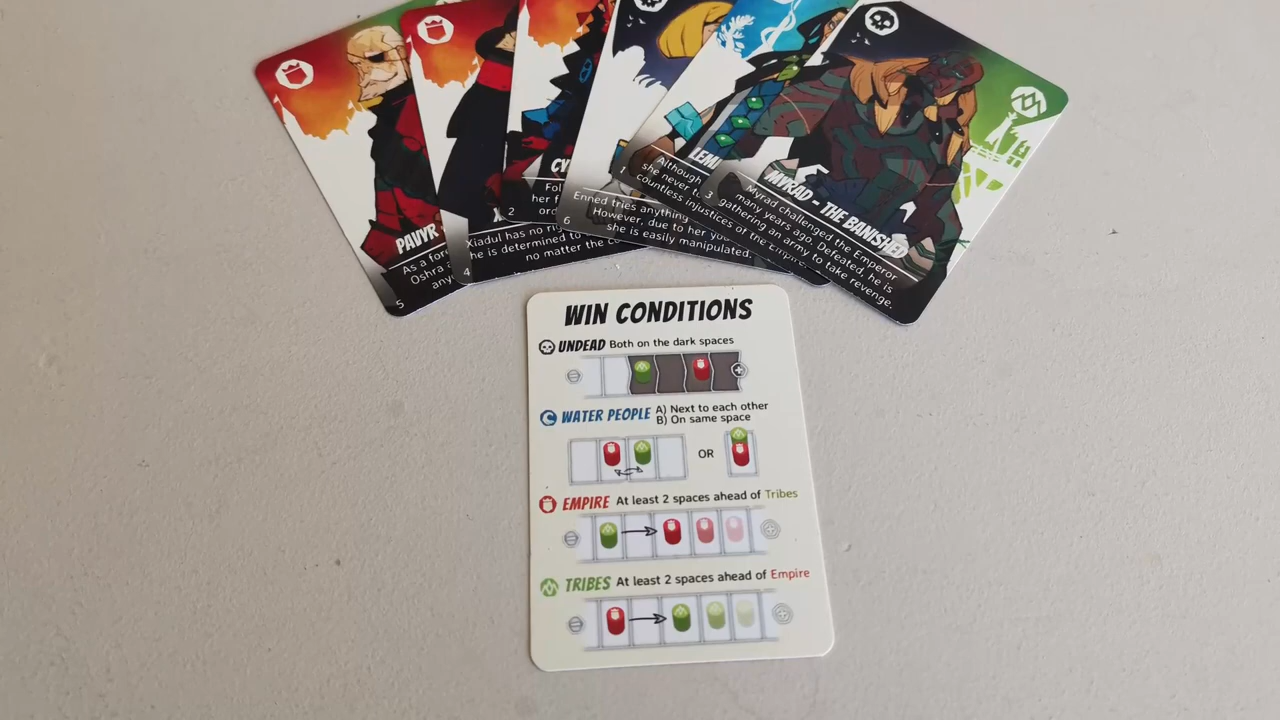 PAVYR
As a
Oshra
5
Xiadul has no
he is determined to
no matter the
4
CY
her
2
Enned tries anything
However, due to her
she is easily manipulated.
6
Although
she never
countless injustices of the Empire
1
MYRAD - THE BANISHED
Myrad challenged the Emperor
many years ago. Defeated, he is
gathering an army to take revenge.
3
WIN CONDITIONS
UNDEAD Both on the dark spaces
WATER PEOPLE A) Next to each other
B) On same space
OR
EMPIRE At least 2 spaces ahead of Tribes
TRIBES At least 2 spaces ahead of Empire